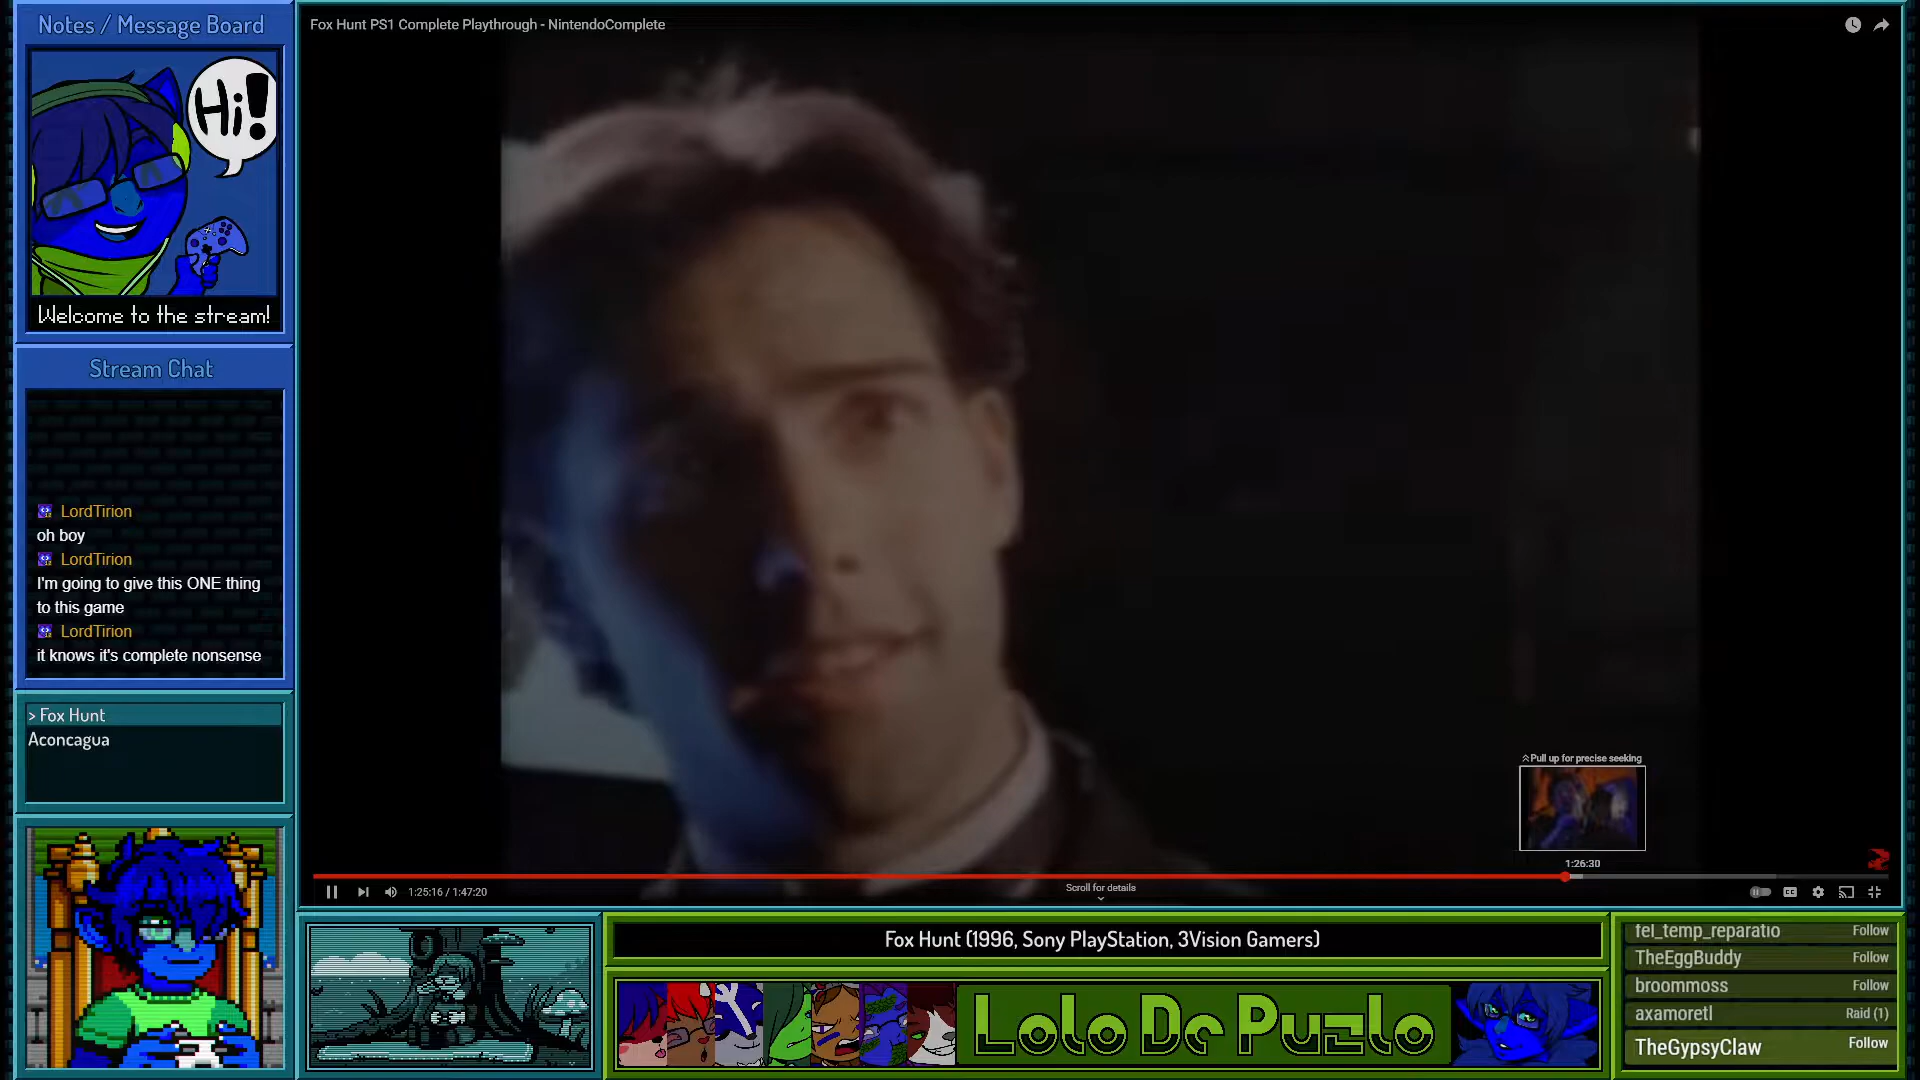 Notes / Message Board
Hi!
Welcome to the stream!
Stream Chat
LordTirion
oh boy
LordTirion
I'm going to give this ONE thing
to this game
LordTirion
it knows it's complete nonsense
> Fox Hunt
Aconcagua
Fox Hunt PS1 Complete Playthrough - NintendoComplete
Pull up for precise seeking
1:26:30
1:25:16 / 1:47:20
Scroll for details
CC
Fox Hunt (1996, Sony PlayStation, 3Vision Gamers)
Lolo De Puzlo
fel_temp_reparatio Follow
TheEggBuddy Follow
broommoss Follow
axamoretl Raid (1)
TheGypsyClaw Follow